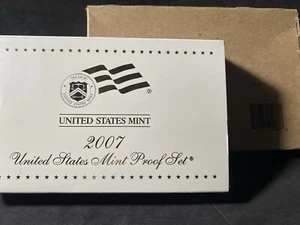 UNITED STATES MINT
2007
United States Mint Proof Set®